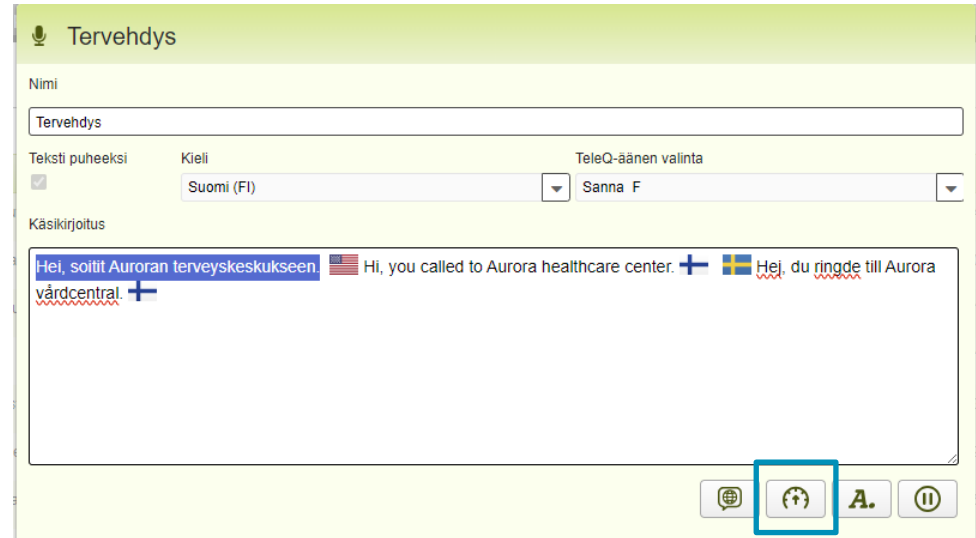 Tervehdys
Nimi
Tervehdys
Teksti puheeksi Kieli TeleQ-äänen valinta
Suomi (FI) Sanna F
Käsikirjoitus
Hei, soitit Auroran terveyskeskukseen. Hi, you called to Aurora healthcare center. Hej, du ringde till Aurora
vårdcentral.
A.